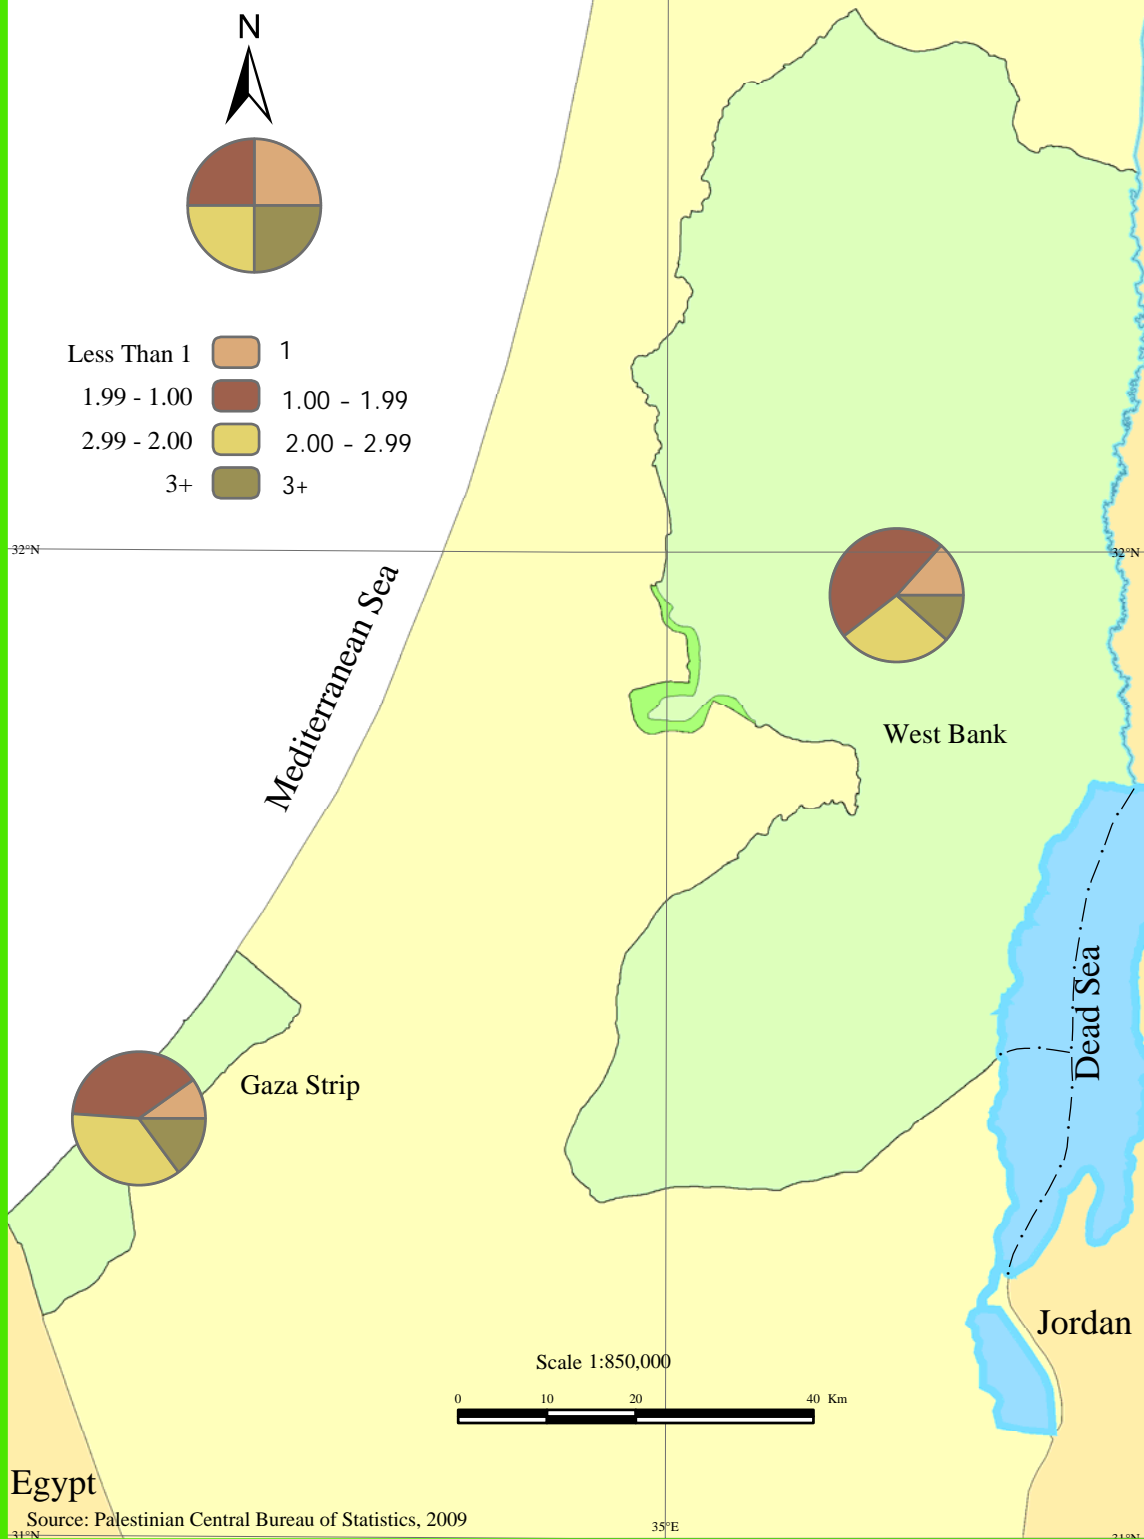 N
Less Than 1 1
1.99 - 1.00 1.00 - 1.99
2.99 - 2.00 2.00 - 2.99
3+ 3+
32°N 32°N
Mediterranean Sea
West Bank
Dead Sea
Gaza Strip
Jordan
Scale 1:850,000
0 10 20 40 Km
Egypt
Source: Palestinian Central Bureau of Statistics, 2009
31°N 35°E 31°N